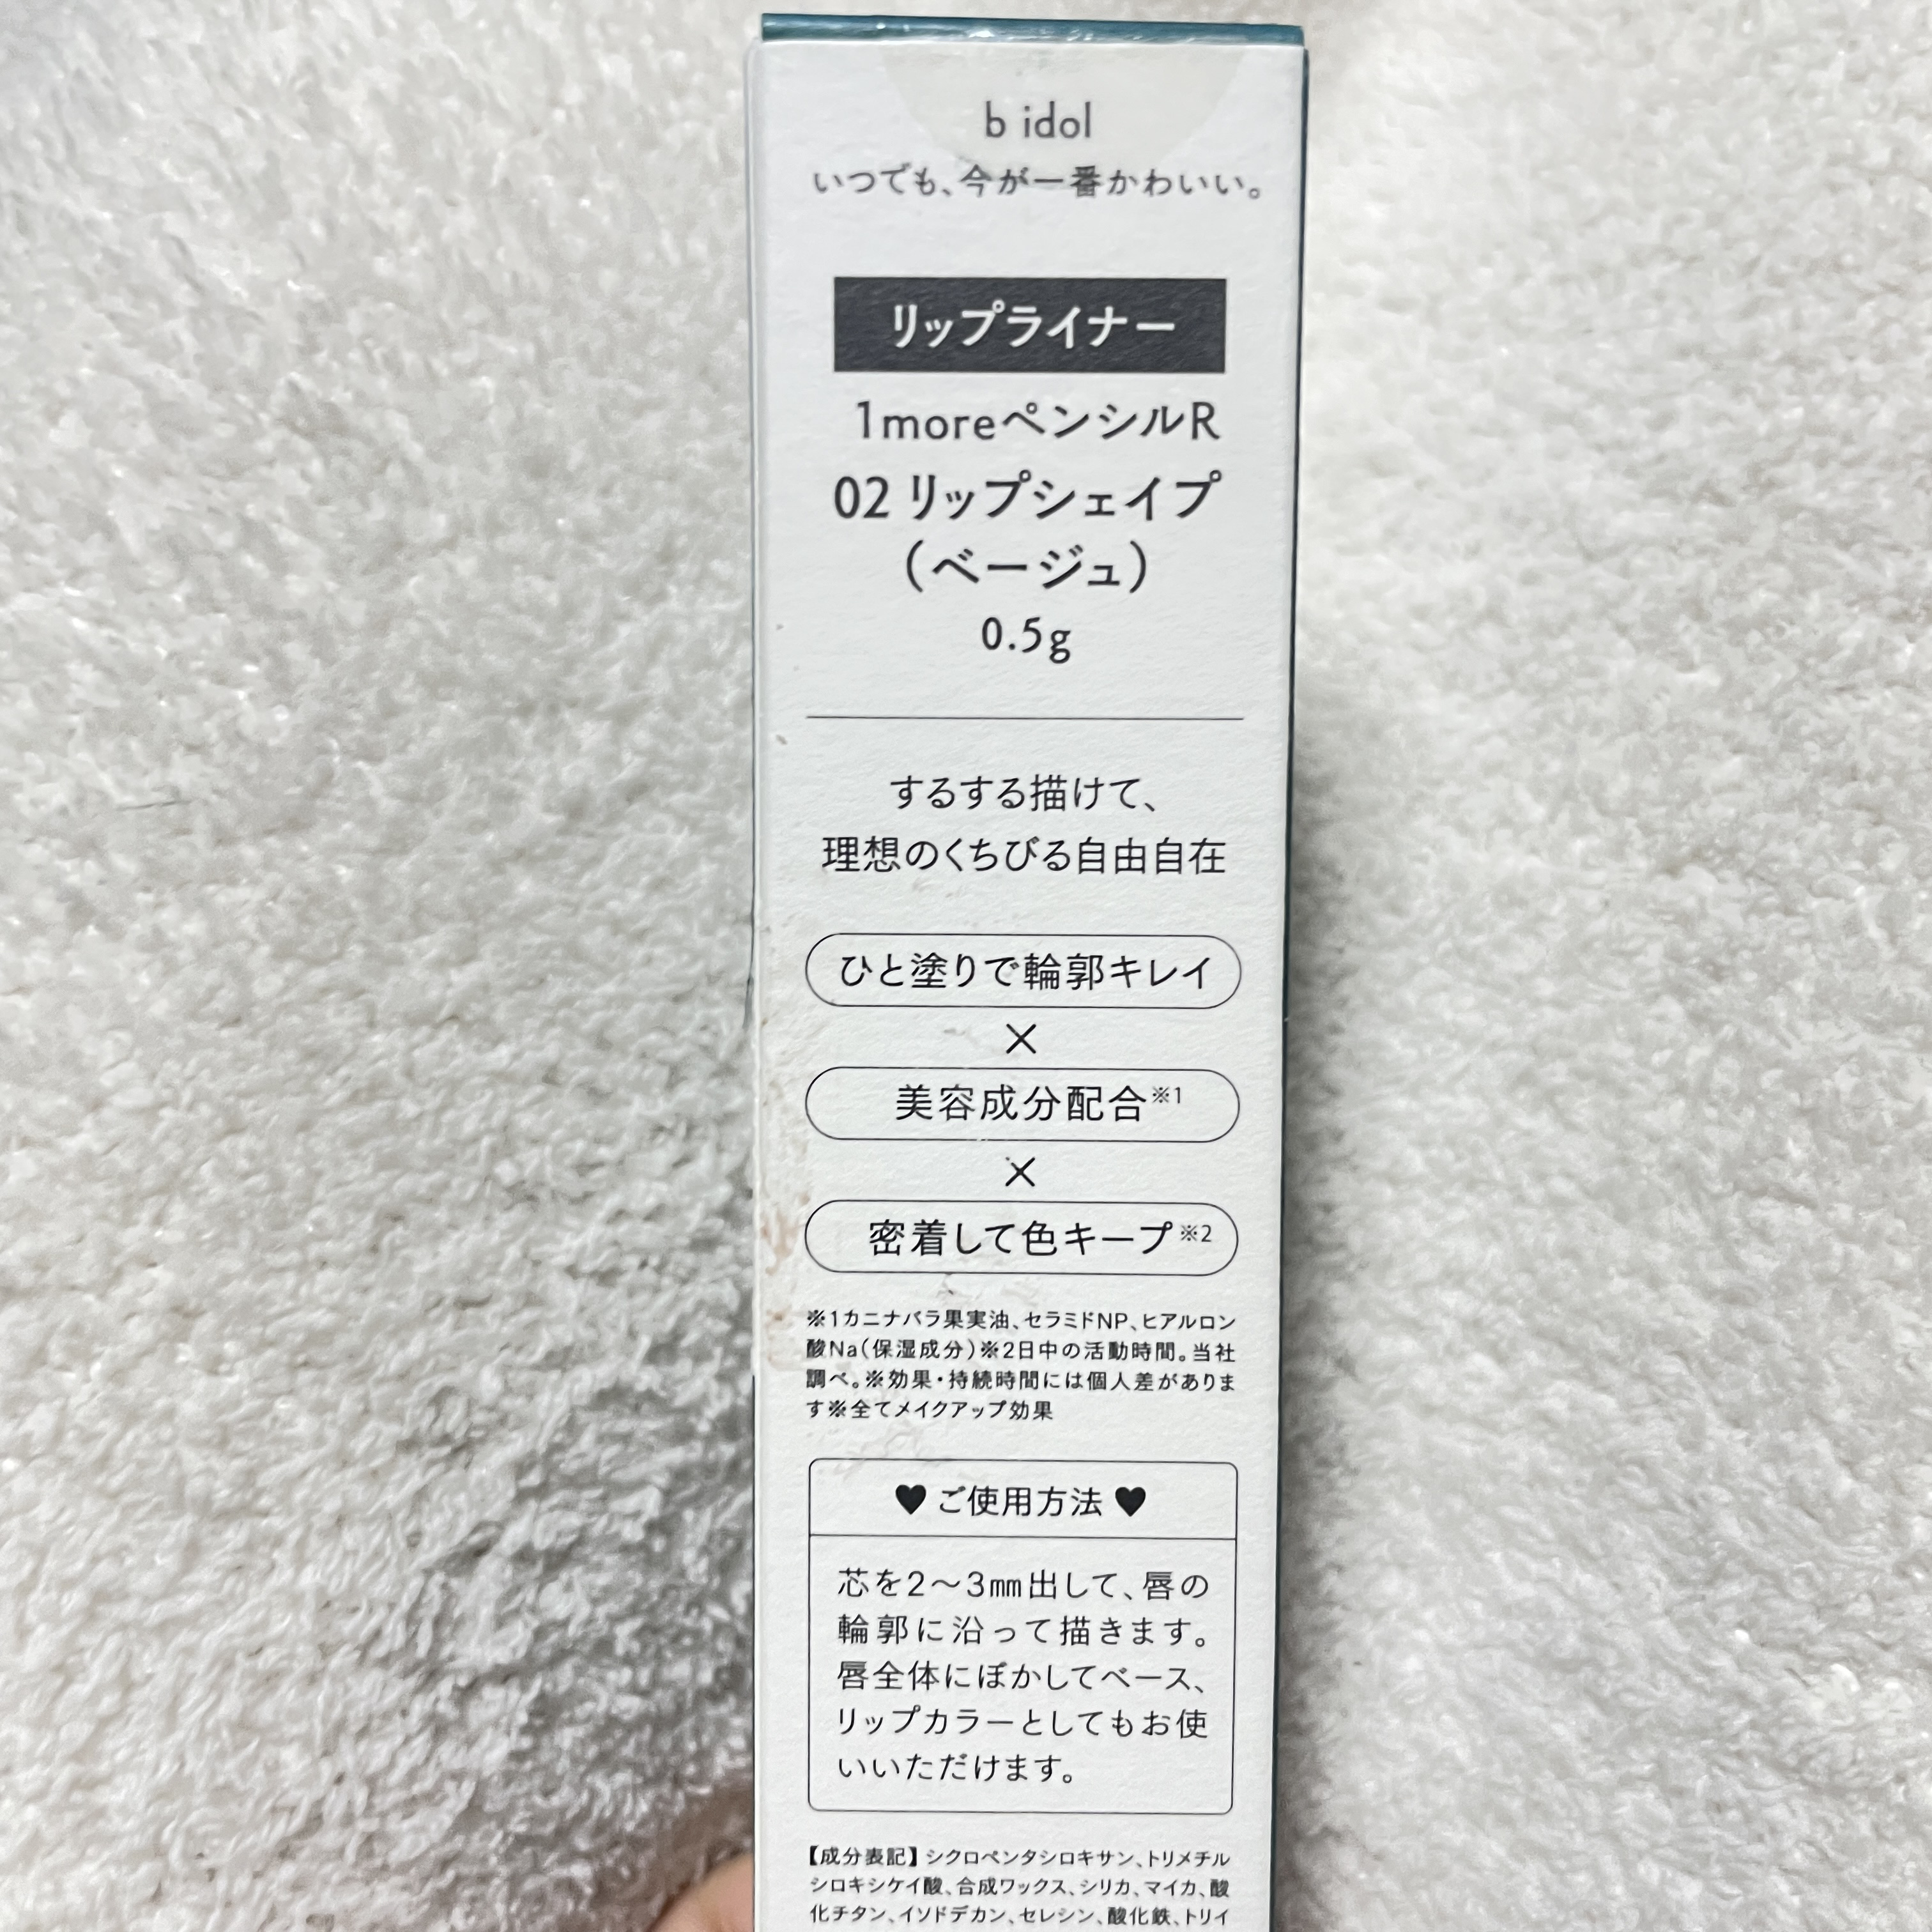 b idol
いつでも、今が一番かわいい。
リップライナー
1moreペンシルR
02 リップシェイプ
（ベージュ）
0.5g
するする描けて、
理想のくちびる自由自在
ひと塗りで輪郭キレイ
×
美容成分配合※1
×
密着して色キープ※2
※1カニナバラ果実油、セラミドNP、ヒアルロン
酸Na（保湿成分）※2日中の活動時間。当社
調べ。※効果・持続時間には個人差がありま
す※全てメイクアップ効果
♥ ご使用方法 ♥
芯を2～3㎜出して、唇の
輪郭に沿って描きます。
唇全体にぼかしてベース、
リップカラーとしてもお使
いいただけます。
【成分表記】シクロペンタシロキサン、トリメチル
シロキシケイ酸、合成ワックス、シリカ、マイカ、酸
化チタン、イソドデカン、セレシン、酸化鉄、トリイ